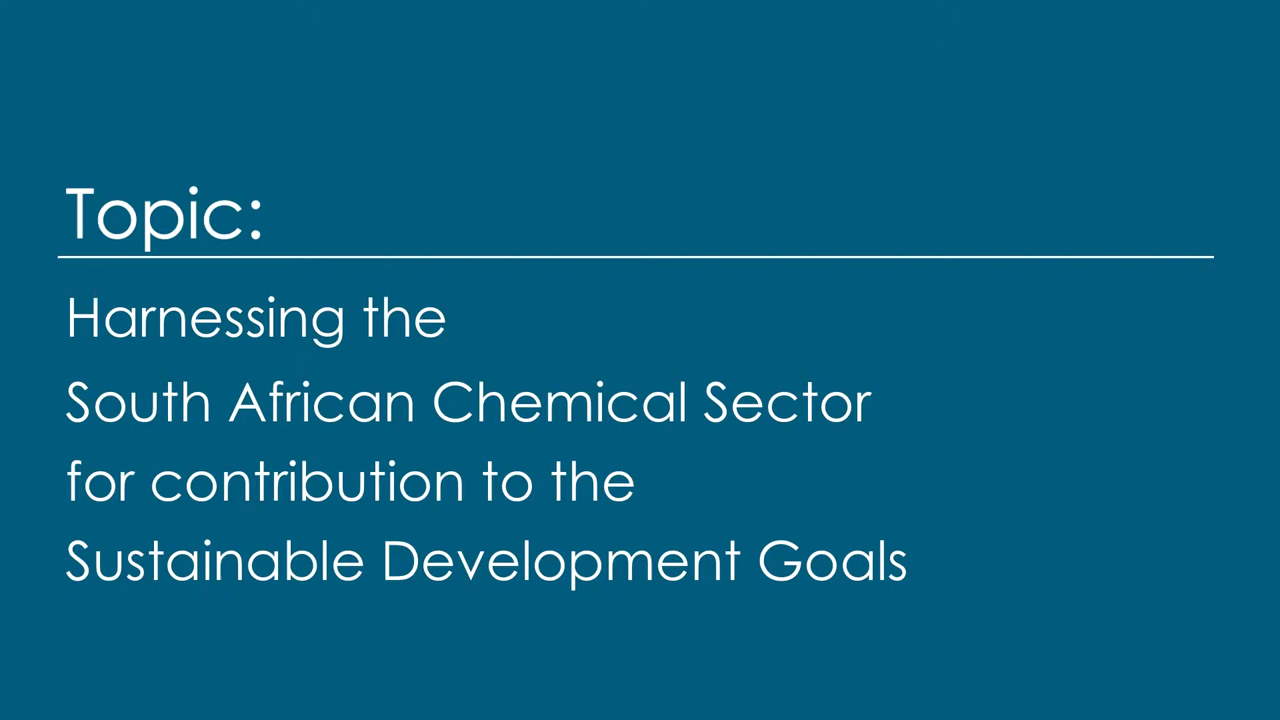 Topic:
Harnessing the
South African Chemical Sector
for contribution to the
Sustainable Development Goals